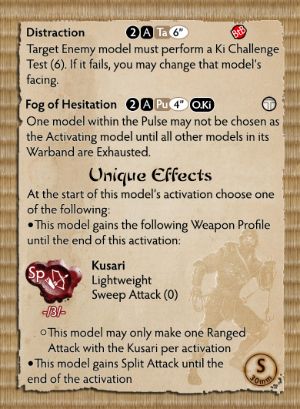 Distraction 2 A Ta 6" BtB
Target Enemy model must perform a Ki Challenge
Test (6). If it fails, you may change that model's
facing.
Fog of Hesitation 2 A Pu 4" O.Ki
One model within the Pulse may not be chosen as
the Activating model until all other models in its
Warband are Exhausted.
Unique Effects
At the start of this model's activation choose one
of the following:
•This model gains the following Weapon Profile
until the end of this activation:
Sp
-/3/-
Kusari
Lightweight
Sweep Attack (0)
○This model may only make one Ranged
Attack with the Kusari per activation
•This model gains Split Attack until the
end of the activation
S
30mm